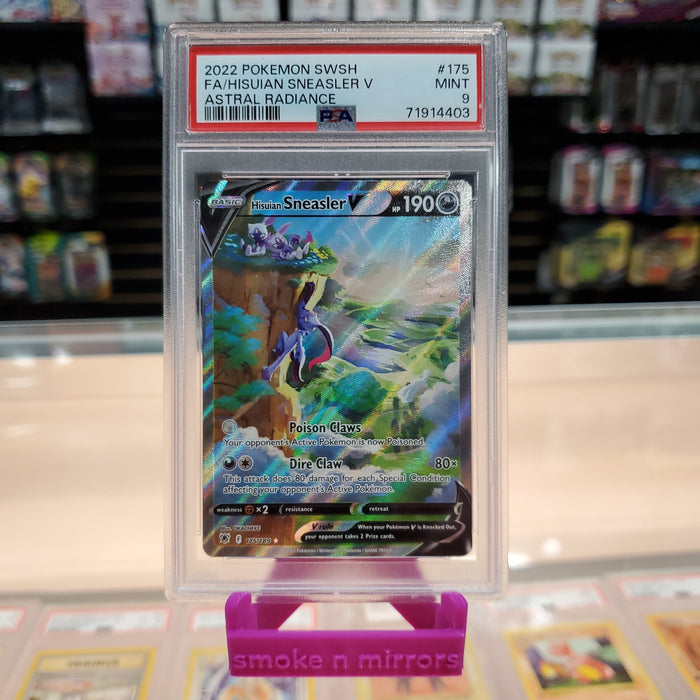 2022 POKEMON SWSH #175
FA/HISUIAN SNEASLER V MINT
ASTRAL RADIANCE 9
71914403
PSA
BASIC Hisuian Sneasler V HP 190
Poison Claws
Your opponent's Active Pokémon is now Poisoned.
Dire Claw 80×
This attack does 80 damage for each Special Condition
affecting your opponent's Active Pokémon.
weakness ×2 resistance retreat
V rule When your Pokémon V is Knocked Out,
your opponent takes 2 Prize cards.
F 175/189
smoke n mirrors